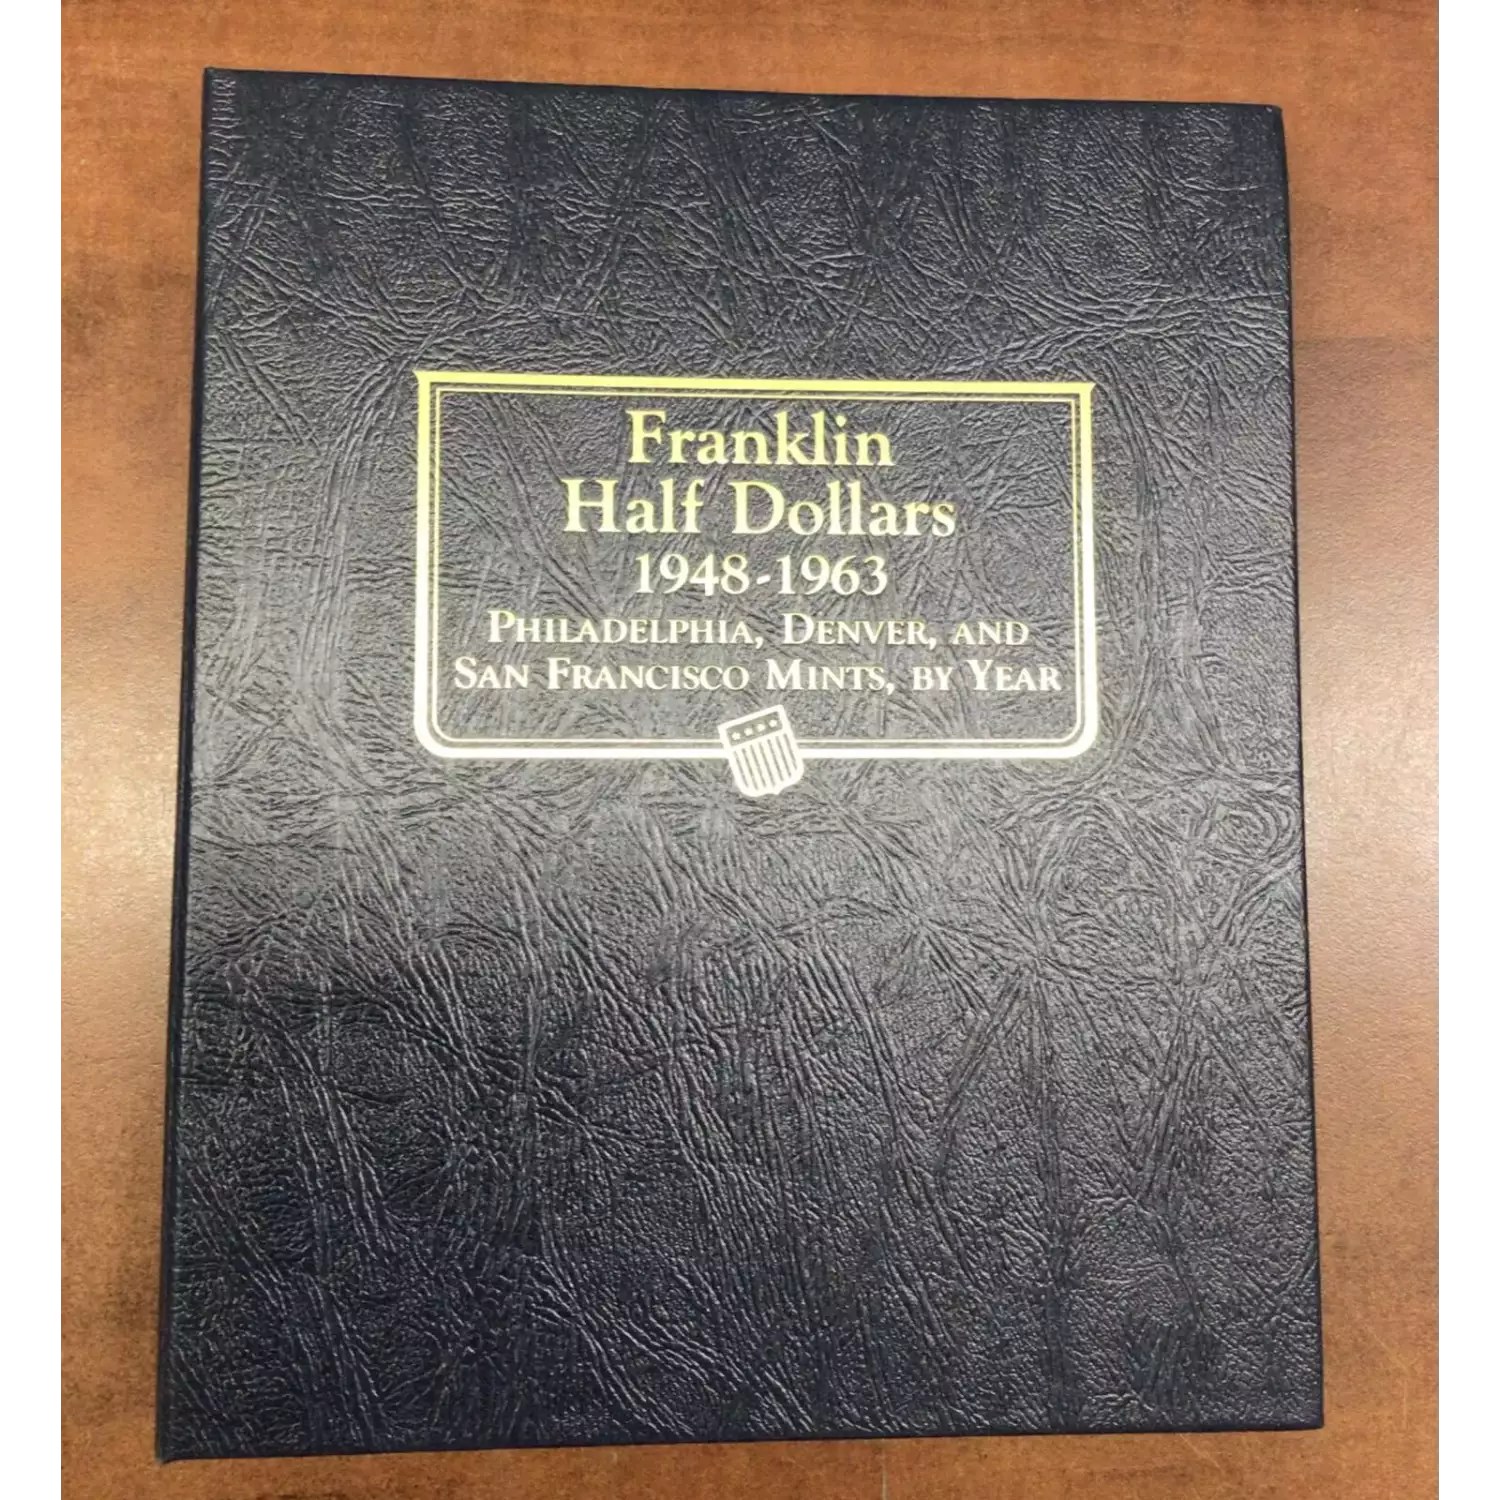 Franklin
Half Dollars
1948-1963
PHILADELPHIA, DENVER, AND
SAN FRANCISCO MINTS, BY YEAR